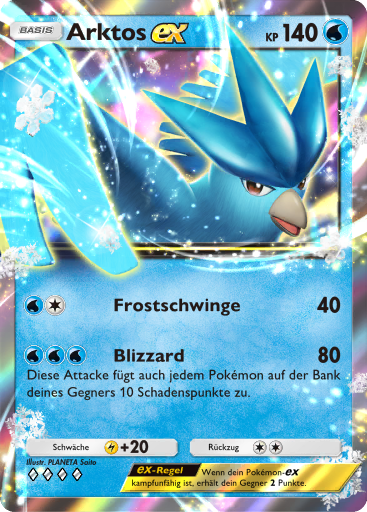 BASIS Arktos ex KP 140
Frostschwinge 40
Blizzard 80
Diese Attacke fügt auch jedem Pokémon auf der Bank
deines Gegners 10 Schadenspunkte zu.
Schwäche +20 Rückzug
Illustr. PLANETA Saito
ex-Regel Wenn dein Pokémon-ex
kampfunfähig ist, erhält dein Gegner 2 Punkte.